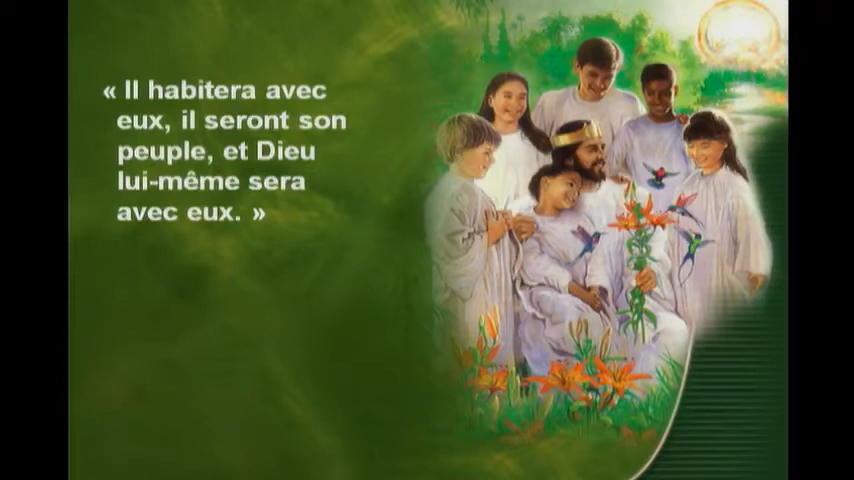 « Il habitera avec
eux, il seront son
peuple, et Dieu
lui-même sera
avec eux. »